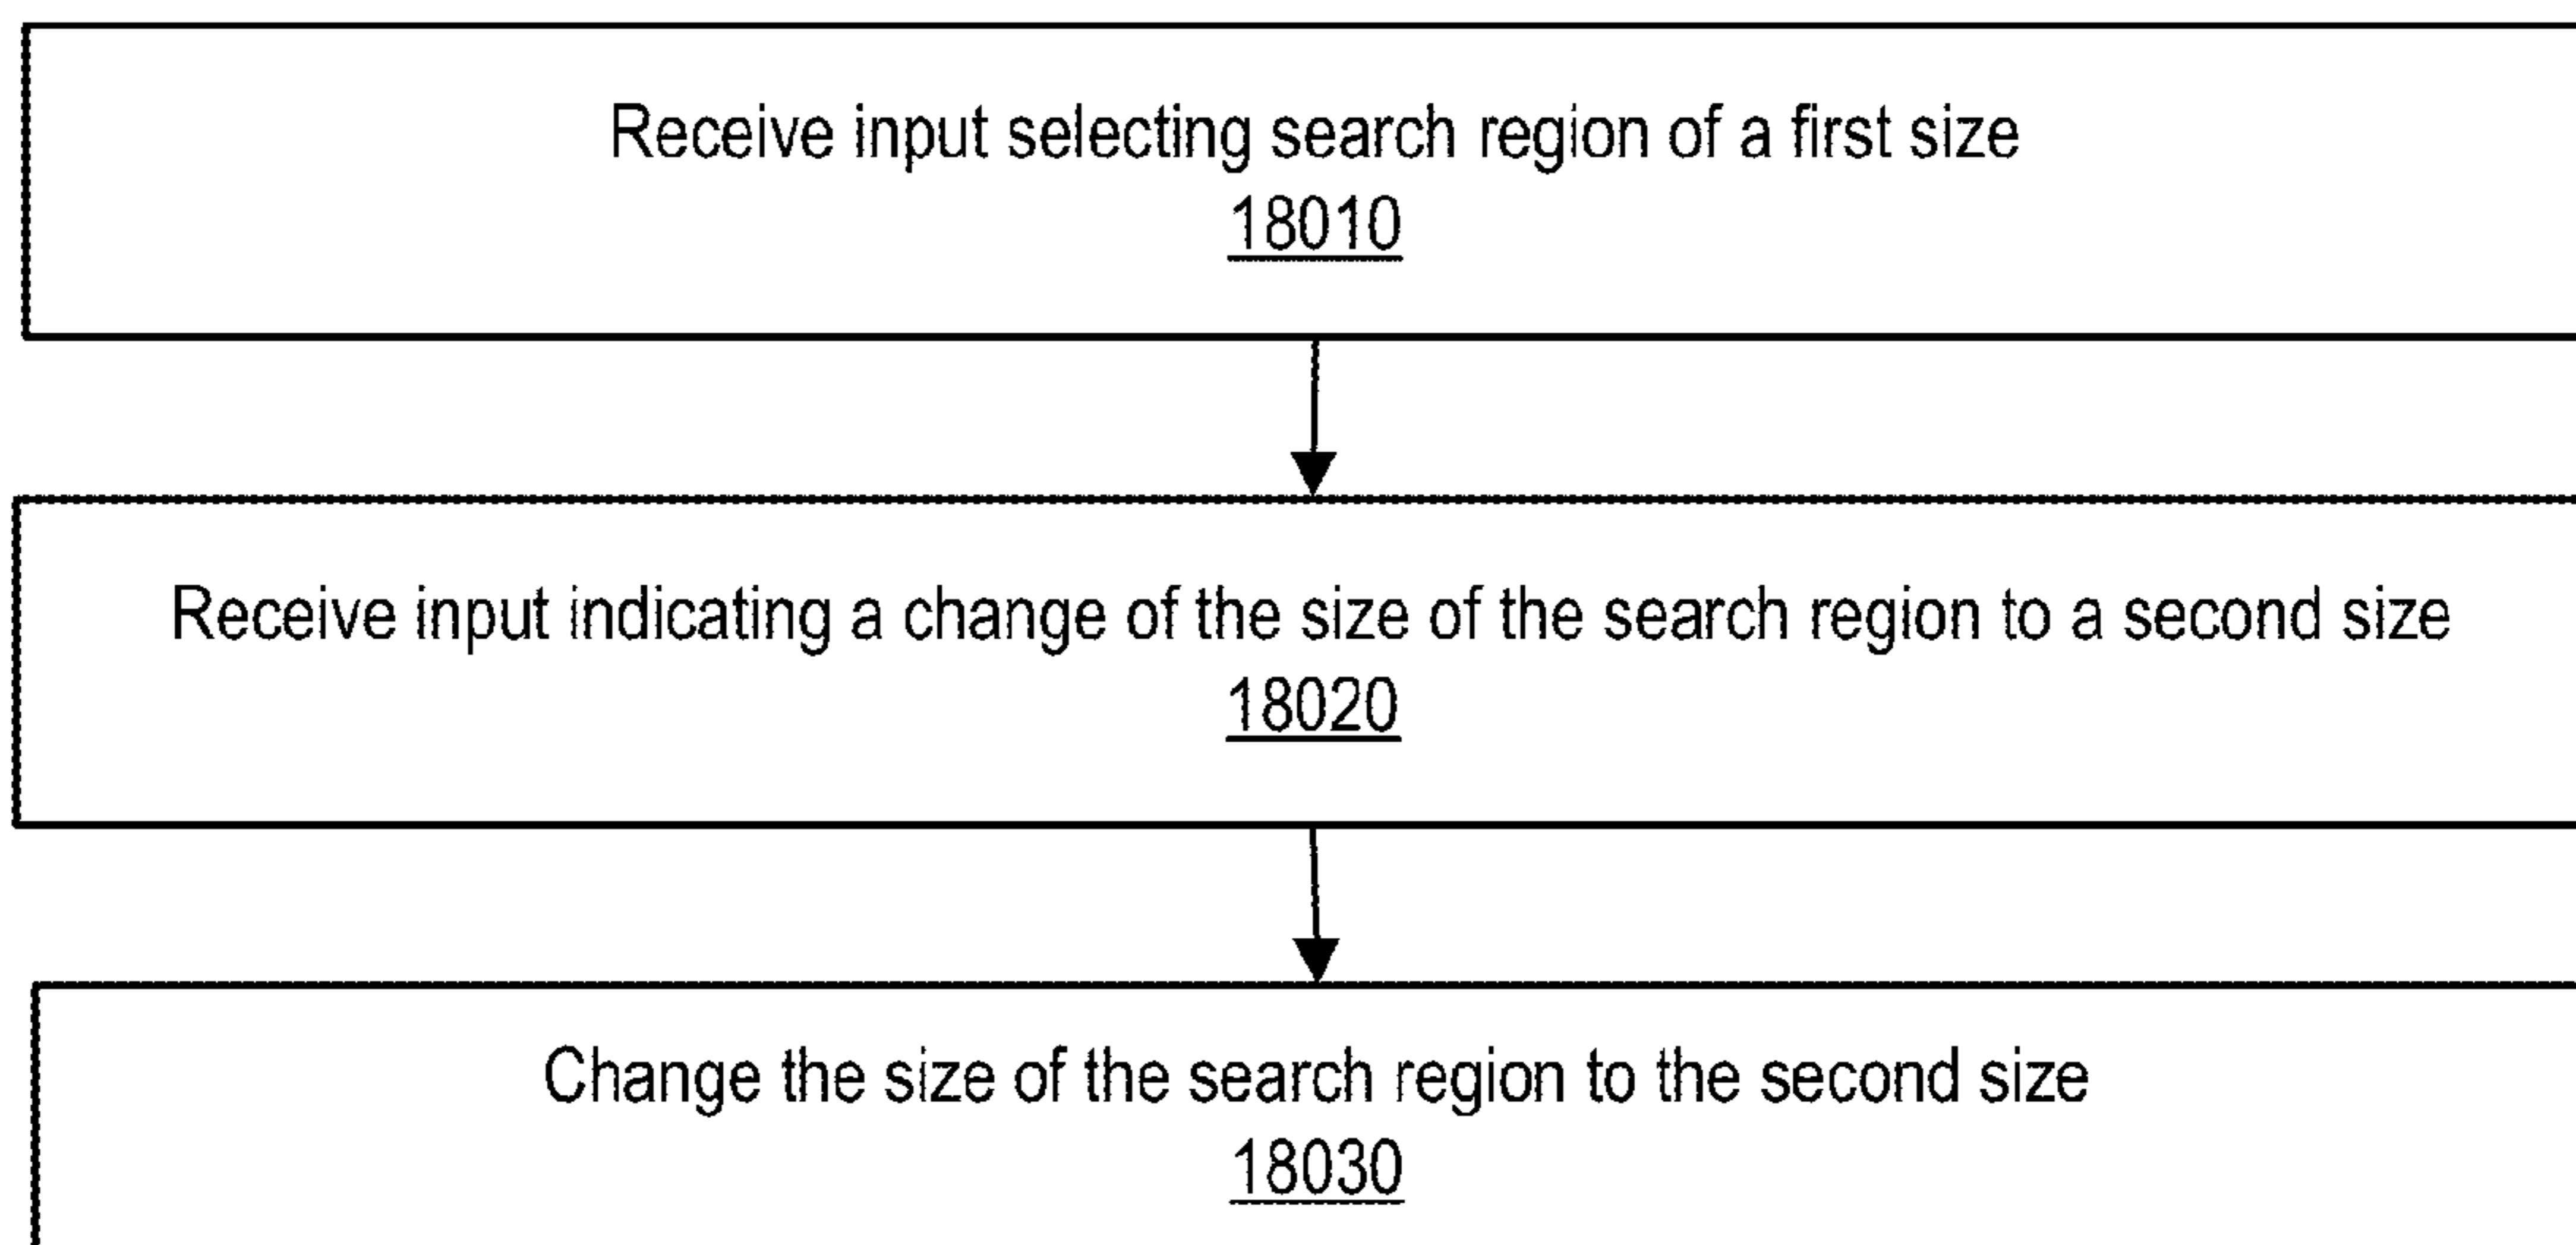 Receive input selecting search region of a first size
18010
Receive input indicating a change of the size of the search region to a second size
18020
Change the size of the search region to the second size
18030